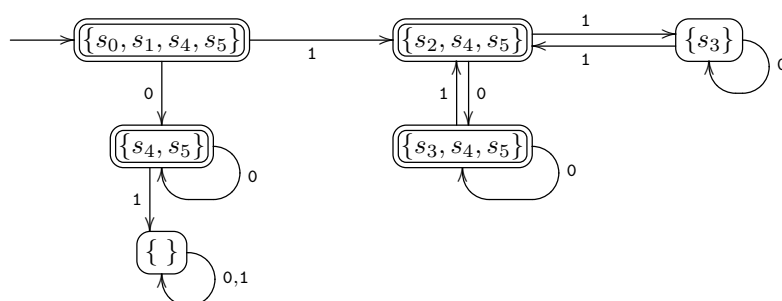 {s₀, s₁, s₄, s₅}
1
{s₂, s₄, s₅}
1
1
{s₃}
0
0
1
0
{s₄, s₅}
0
{s₃, s₄, s₅}
0
1
{ }
0,1